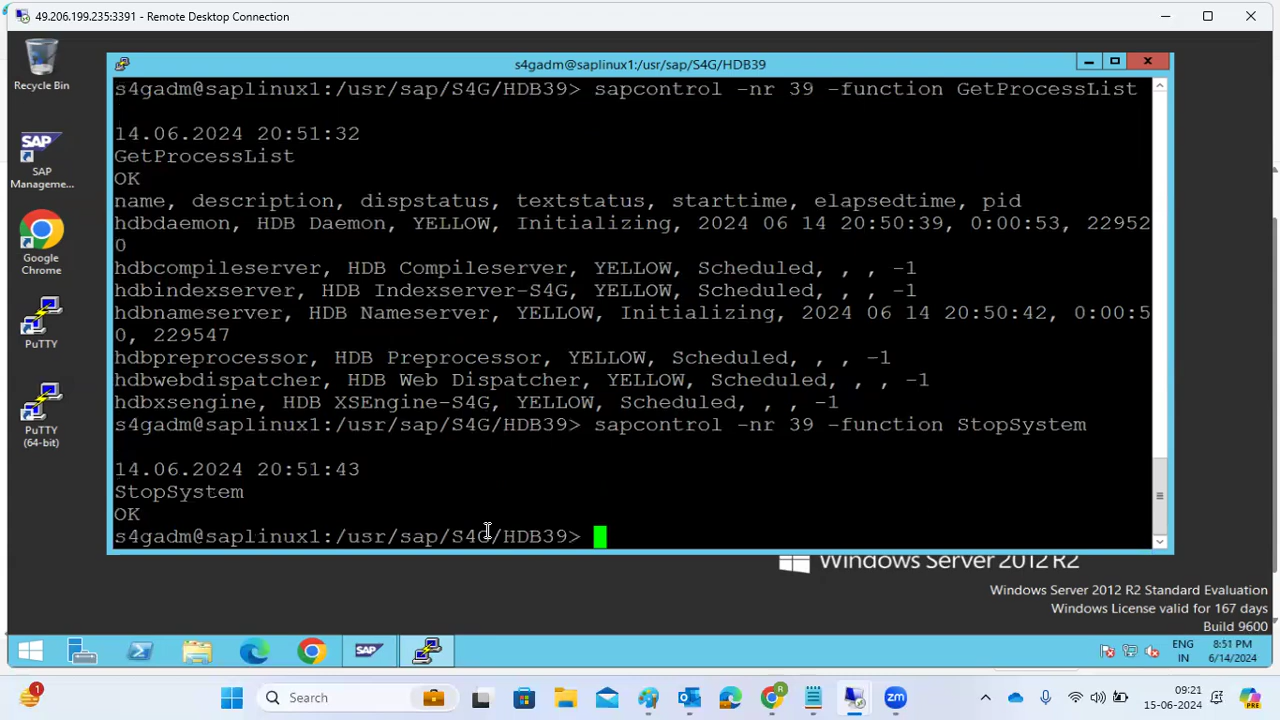 49.206.199.235:3391 - Remote Desktop Connection
Recycle Bin
SAP
Manageme...
Google
Chrome
PuTTY
PuTTY
(64-bit)
s4gadm@saplinux1:/usr/sap/S4G/HDB39
s4gadm@saplinux1:/usr/sap/S4G/HDB39> sapcontrol -nr 39 -function GetProcessList
14.06.2024 20:51:32
GetProcessList
OK
name, description, dispstatus, textstatus, starttime, elapsedtime, pid
hdbdaemon, HDB Daemon, YELLOW, Initializing, 2024 06 14 20:50:39, 0:00:53, 22952
0
hdbcompileserver, HDB Compileserver, YELLOW, Scheduled, , , -1
hdbindexserver, HDB Indexserver-S4G, YELLOW, Scheduled, , , -1
hdbnameserver, HDB Nameserver, YELLOW, Initializing, 2024 06 14 20:50:42, 0:00:5
0, 229547
hdbpreprocessor, HDB Preprocessor, YELLOW, Scheduled, , , -1
hdbwebdispatcher, HDB Web Dispatcher, YELLOW, Scheduled, , , -1
hdbxsengine, HDB XSEngine-S4G, YELLOW, Scheduled, , , -1
s4gadm@saplinux1:/usr/sap/S4G/HDB39> sapcontrol -nr 39 -function StopSystem
14.06.2024 20:51:43
StopSystem
OK
s4gadm@saplinux1:/usr/sap/S4G/HDB39>
Windows Server 2012 R2
Windows Server 2012 R2 Standard Evaluation
Windows License valid for 167 days
Build 9600
SAP
ENG
IN
8:51 PM
6/14/2024
1
Search
R
zm
09:21
15-06-2024
PRE